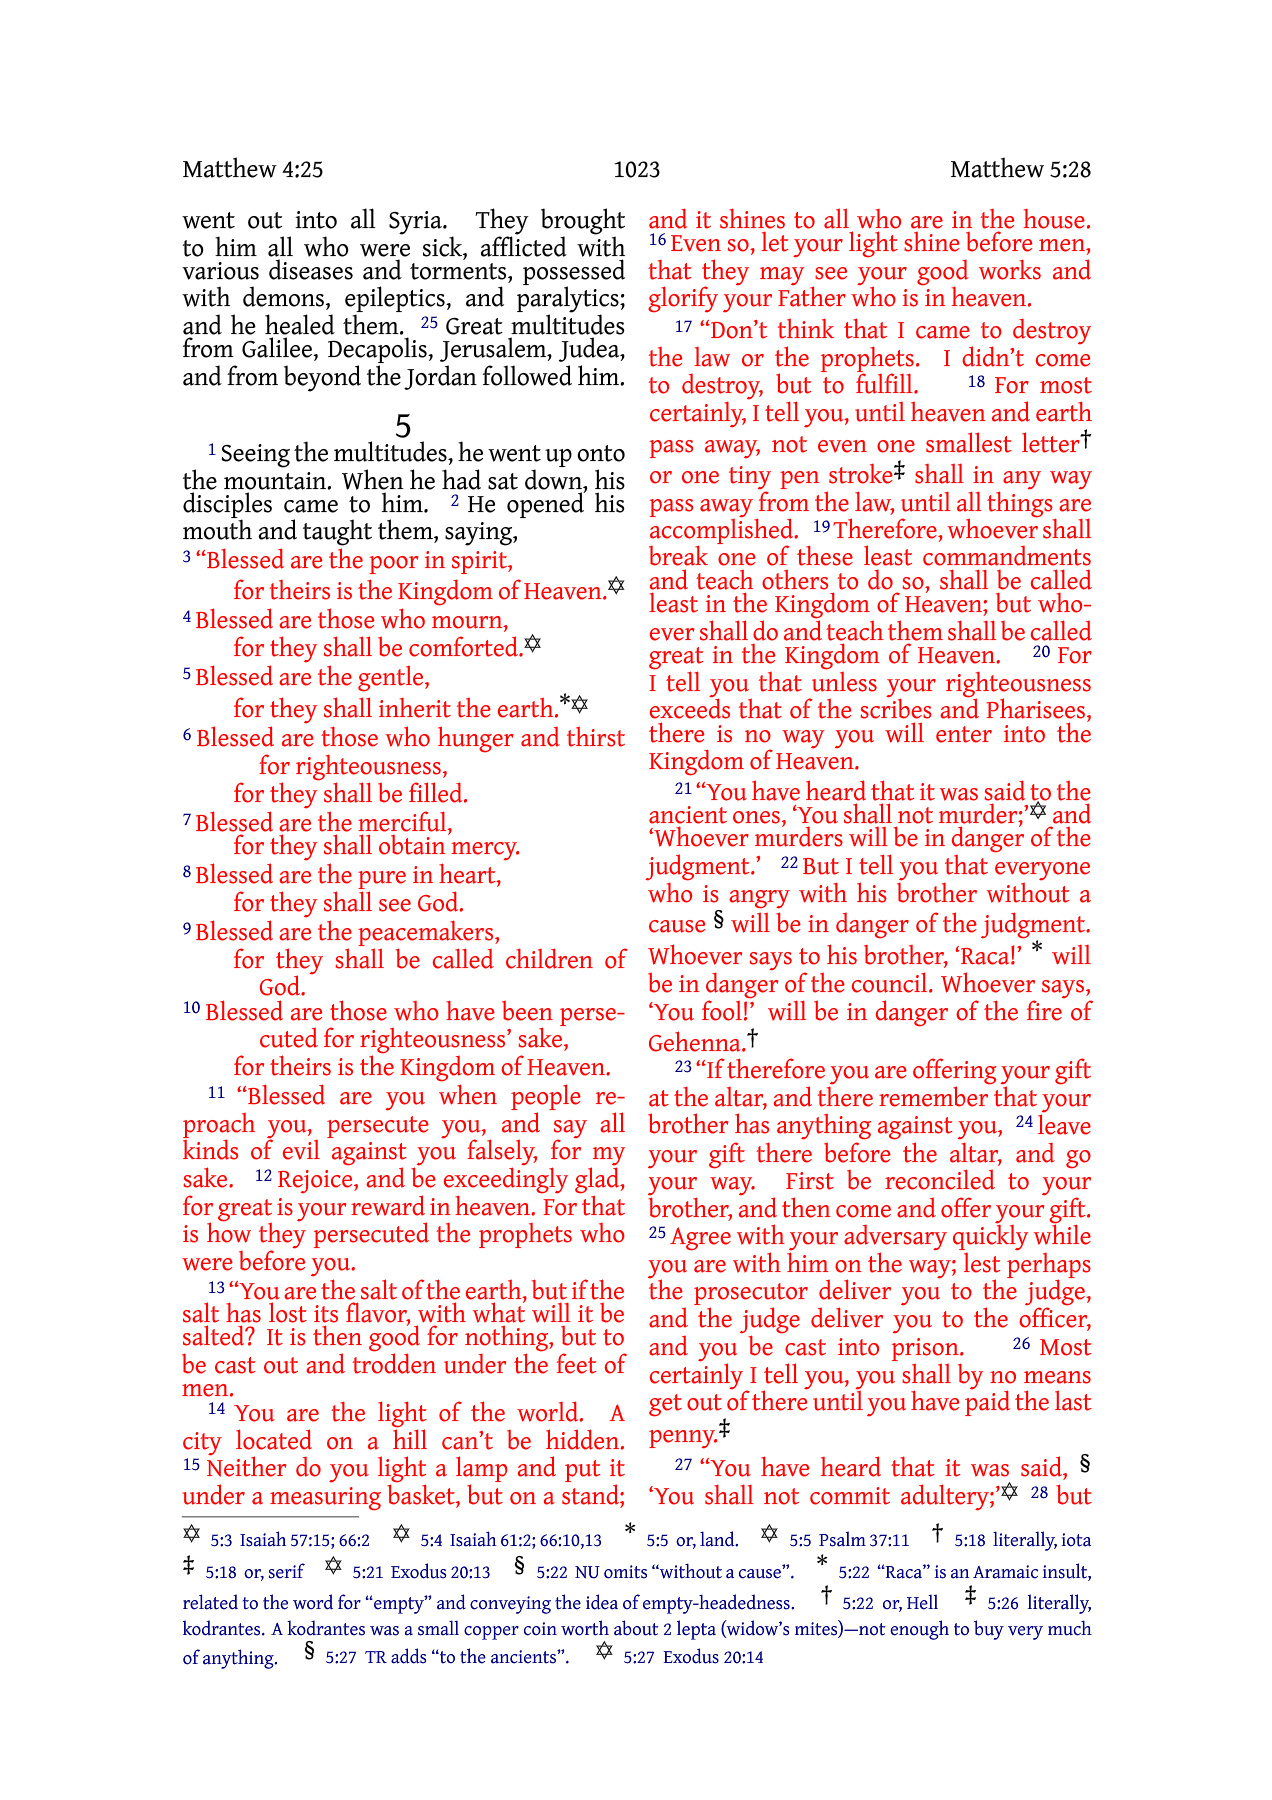 Matthew 4:25 1023 Matthew 5:28
went out into all Syria. They brought
to him all who were sick, afflicted with
various diseases and torments, possessed
with demons, epileptics, and paralytics;
and he healed them. 25 Great multitudes
from Galilee, Decapolis, Jerusalem, Judea,
and from beyond the Jordan followed him.
5
1 Seeing the multitudes, he went up onto
the mountain. When he had sat down, his
disciples came to him. 2 He opened his
mouth and taught them, saying,
3 “Blessed are the poor in spirit,
for theirs is the Kingdom of Heaven.✡
4 Blessed are those who mourn,
for they shall be comforted.✡
5 Blessed are the gentle,
for they shall inherit the earth.*✡
6 Blessed are those who hunger and thirst
for righteousness,
for they shall be filled.
7 Blessed are the merciful,
for they shall obtain mercy.
8 Blessed are the pure in heart,
for they shall see God.
9 Blessed are the peacemakers,
for they shall be called children of
God.
10 Blessed are those who have been perse-
cuted for righteousness’ sake,
for theirs is the Kingdom of Heaven.
11 “Blessed are you when people re-
proach you, persecute you, and say all
kinds of evil against you falsely, for my
sake. 12 Rejoice, and be exceedingly glad,
for great is your reward in heaven. For that
is how they persecuted the prophets who
were before you.
13 “You are the salt of the earth, but if the
salt has lost its flavor, with what will it be
salted? It is then good for nothing, but to
be cast out and trodden under the feet of
men.
14 You are the light of the world. A
city located on a hill can’t be hidden.
15 Neither do you light a lamp and put it
under a measuring basket, but on a stand;
and it shines to all who are in the house.
16 Even so, let your light shine before men,
that they may see your good works and
glorify your Father who is in heaven.
17 “Don’t think that I came to destroy
the law or the prophets. I didn’t come
to destroy, but to fulfill. 18 For most
certainly, I tell you, until heaven and earth
pass away, not even one smallest letter†
or one tiny pen stroke‡ shall in any way
pass away from the law, until all things are
accomplished. 19 Therefore, whoever shall
break one of these least commandments
and teach others to do so, shall be called
least in the Kingdom of Heaven; but who-
ever shall do and teach them shall be called
great in the Kingdom of Heaven. 20 For
I tell you that unless your righteousness
exceeds that of the scribes and Pharisees,
there is no way you will enter into the
Kingdom of Heaven.
21 “You have heard that it was said to the
ancient ones, ‘You shall not murder;’✡ and
‘Whoever murders will be in danger of the
judgment.’ 22 But I tell you that everyone
who is angry with his brother without a
cause § will be in danger of the judgment.
Whoever says to his brother, ‘Raca!’ * will
be in danger of the council. Whoever says,
‘You fool!’ will be in danger of the fire of
Gehenna.†
23 “If therefore you are offering your gift
at the altar, and there remember that your
brother has anything against you, 24 leave
your gift there before the altar, and go
your way. First be reconciled to your
brother, and then come and offer your gift.
25 Agree with your adversary quickly while
you are with him on the way; lest perhaps
the prosecutor deliver you to the judge,
and the judge deliver you to the officer,
and you be cast into prison. 26 Most
certainly I tell you, you shall by no means
get out of there until you have paid the last
penny.‡
27 “You have heard that it was said, §
‘You shall not commit adultery;’✡ 28 but
✡ 5:3 Isaiah 57:15; 66:2 ✡ 5:4 Isaiah 61:2; 66:10,13 * 5:5 or, land. ✡ 5:5 Psalm 37:11 † 5:18 literally, iota
‡ 5:18 or, serif ✡ 5:21 Exodus 20:13 § 5:22 NU omits “without a cause”. * 5:22 “Raca” is an Aramaic insult,
related to the word for “empty” and conveying the idea of empty-headedness. † 5:22 or, Hell ‡ 5:26 literally,
kodrantes. A kodrantes was a small copper coin worth about 2 lepta (widow’s mites)—not enough to buy very much
of anything. § 5:27 TR adds “to the ancients”. ✡ 5:27 Exodus 20:14